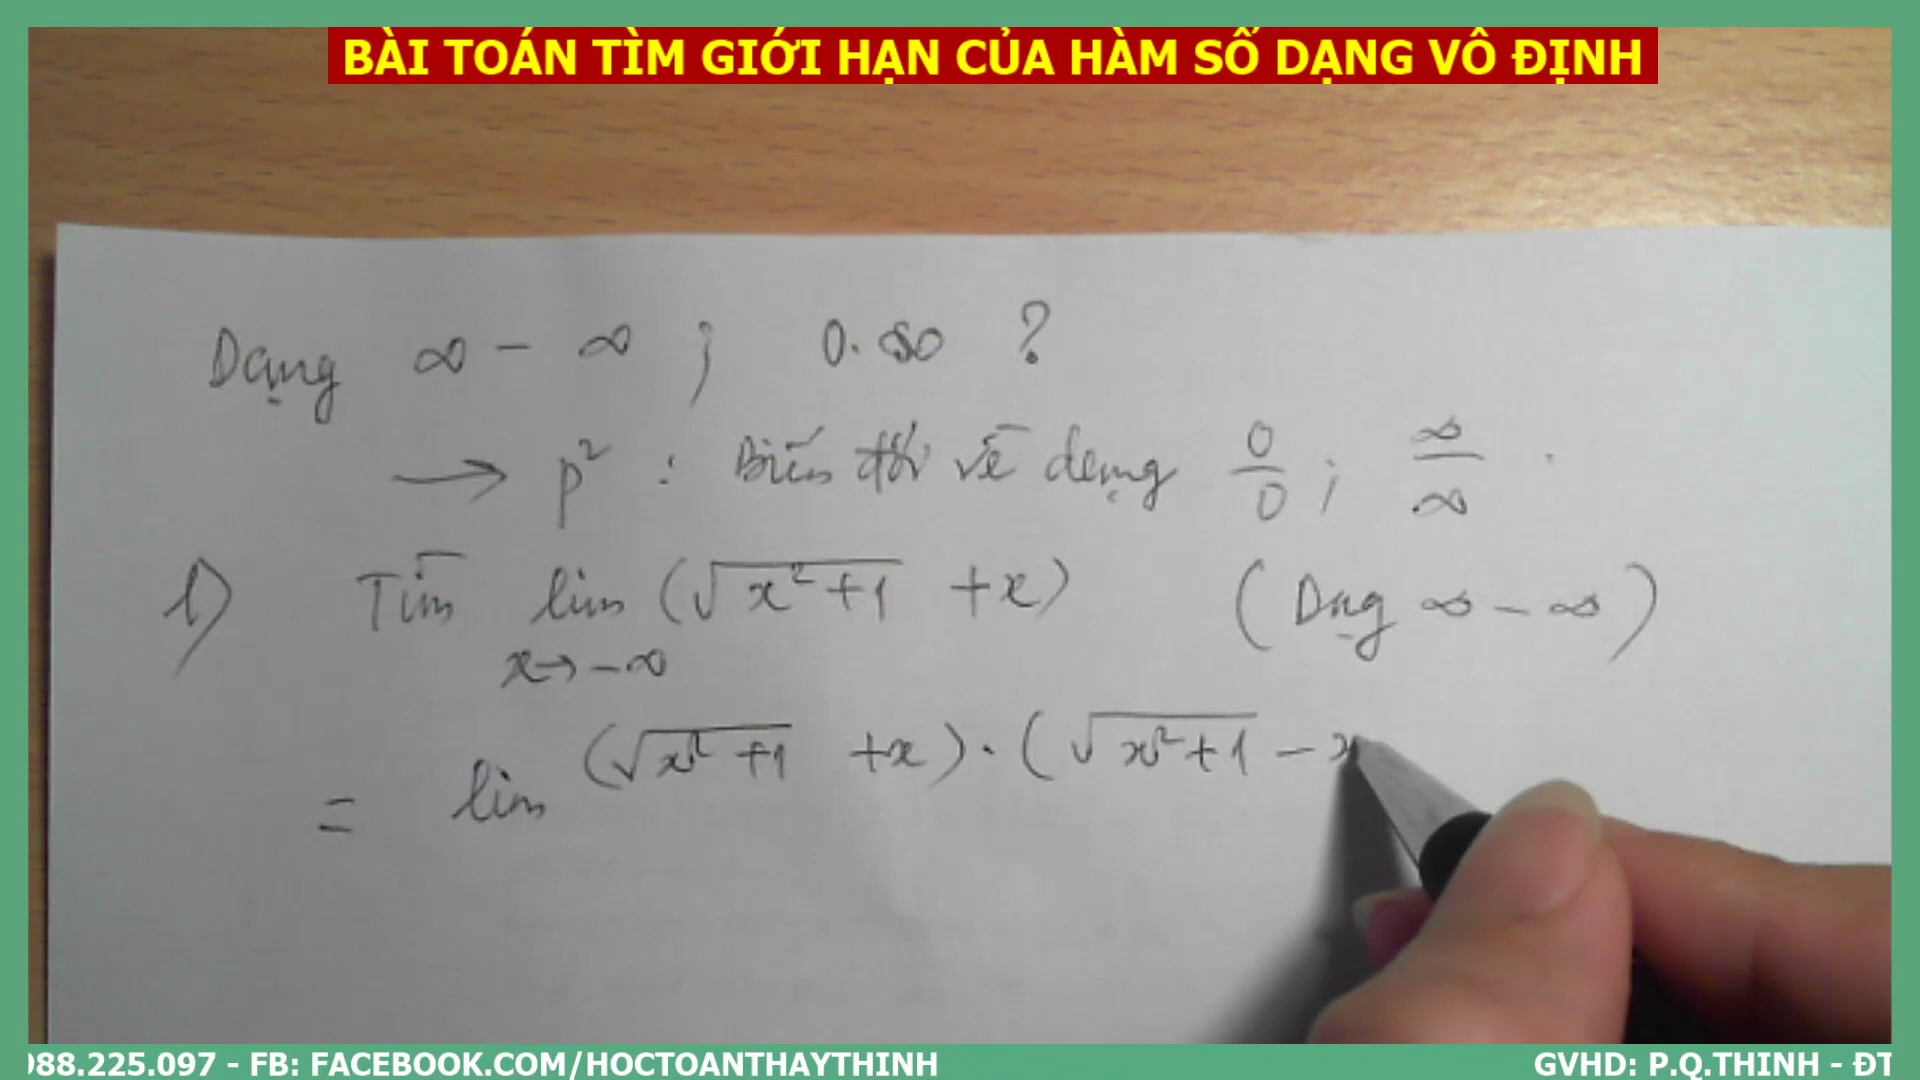 BÀI TOÁN TÌM GIỚI HẠN CỦA HÀM SỐ DẠNG VÔ ĐỊNH
Dạng ∞ - ∞ ; 0.∞ ?
→ p² : Biến đổi về dạng 0/0 ; ∞/∞ .
1) Tìm lim (√(x²+1) + x) (Dạng ∞ - ∞)
x→ -∞
= lim (√(x²+1) + x) . (√(x²+1) - x
088.225.097 - FB: FACEBOOK.COM/HOCTOANTHAYTHINH GVHD: P.Q.THINH - ĐT